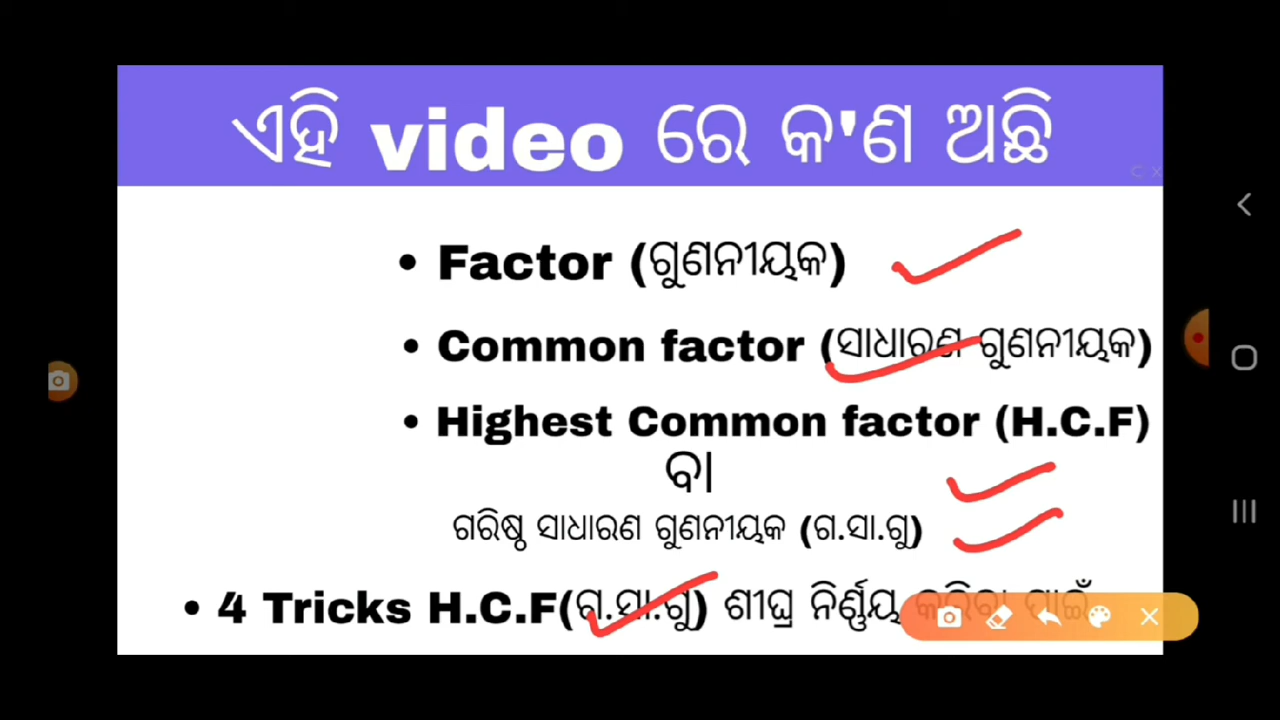 ଏହି video ରେ କ'ଣ ଅଛି
• Factor (ଗୁଣନୀୟକ)
• Common factor (ସାଧାରଣ ଗୁଣନୀୟକ)
• Highest Common factor (H.C.F)
ବା
ଗରିଷ୍ଠ ସାଧାରଣ ଗୁଣନୀୟକ (ଗ.ସା.ଗୁ)
• 4 Tricks H.C.F(ଗ.ସା.ଗୁ) ଶୀଘ୍ର ନିର୍ଣ୍ଣୟ କରିବା ପାଇଁ